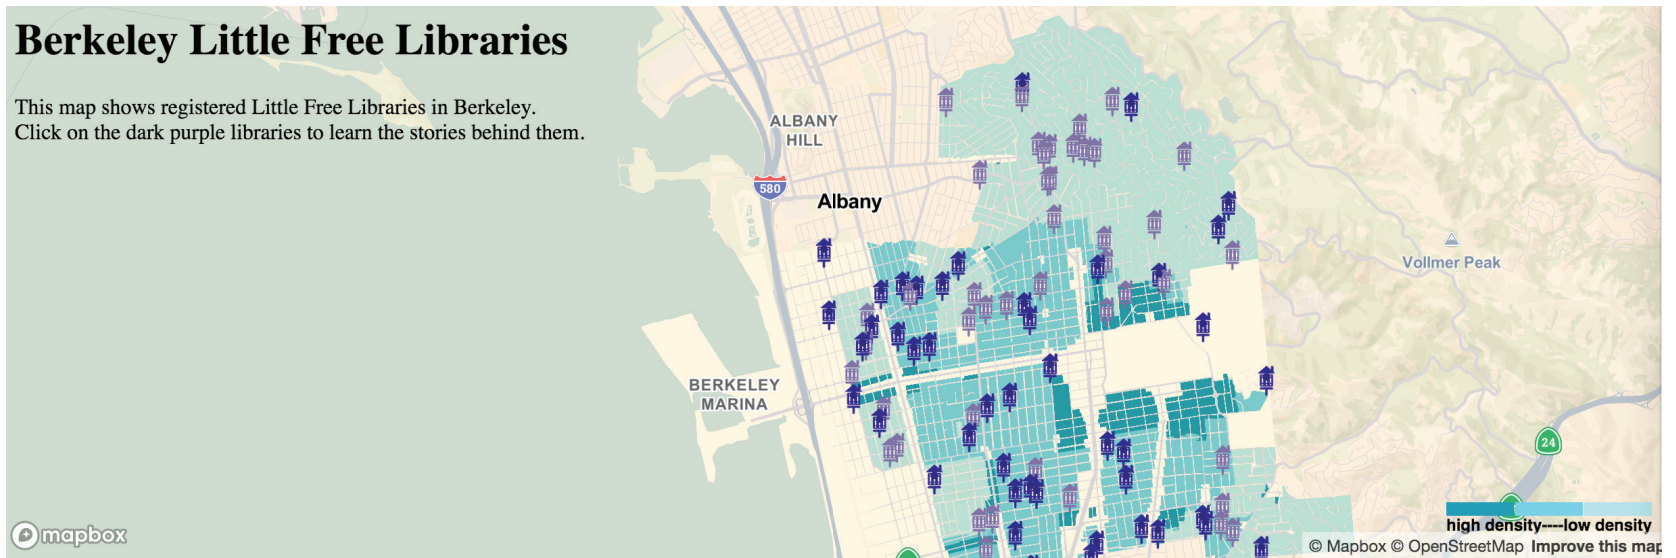 Berkeley Little Free Libraries
This map shows registered Little Free Libraries in Berkeley.
Click on the dark purple libraries to learn the stories behind them.
ALBANY
HILL
580
Albany
Vollmer Peak
BERKELEY
MARINA
24
high density----low density
mapbox
© Mapbox © OpenStreetMap Improve this map